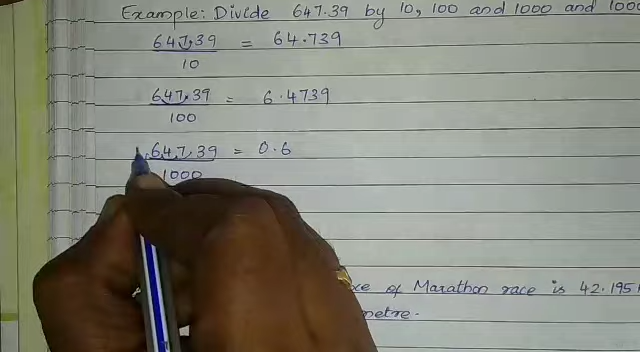 Example: Divide 647.39 by 10, 100 and 1000 and
647.39 / 10 = 64.739
647.39 / 100 = 6.4739
647.39 / 1000 = 0.6
of Marathon race is 42.195
metre.